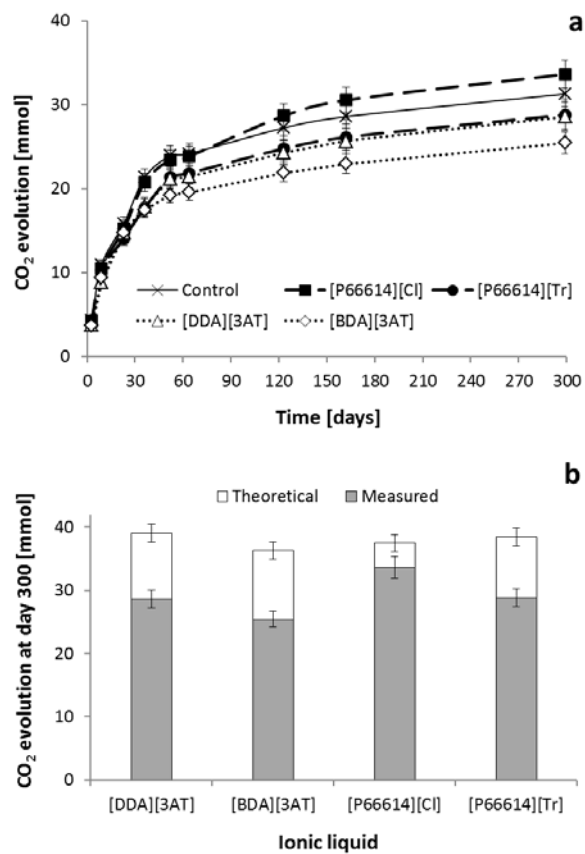 a
40
30
20
10
0
CO₂ evolution [mmol]
Control [P66614][Cl] [P66614][Tr]
[DDA][3AT] [BDA][3AT]
0 30 60 90 120 150 180 210 240 270 300
Time [days]
b
Theoretical Measured
40
30
20
10
0
CO₂ evolution at day 300 [mmol]
[DDA][3AT] [BDA][3AT] [P66614][Cl] [P66614][Tr]
Ionic liquid